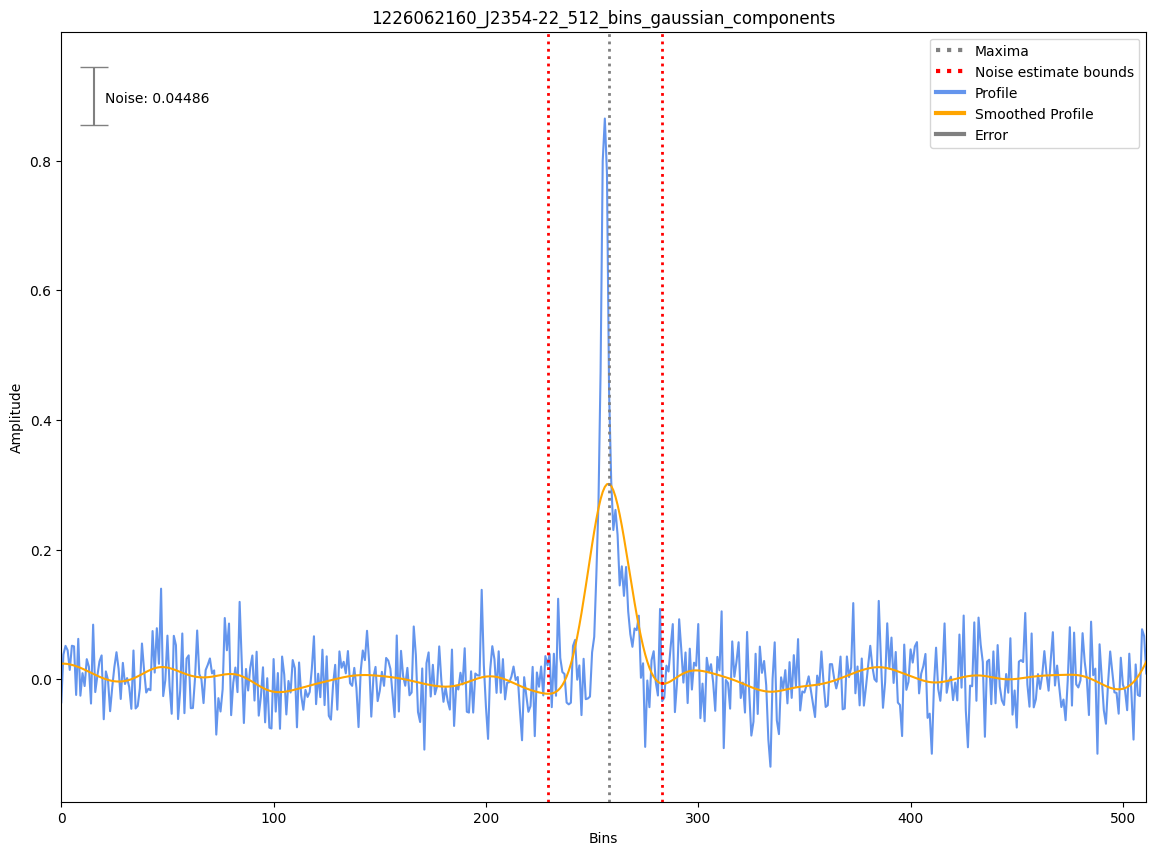 1226062160_J2354-22_512_bins_gaussian_components
Maxima
Noise estimate bounds
Profile
Smoothed Profile
Error
Noise: 0.04486
0.8
0.6
0.4
0.2
0.0
Amplitude
0
100
200
300
400
500
Bins